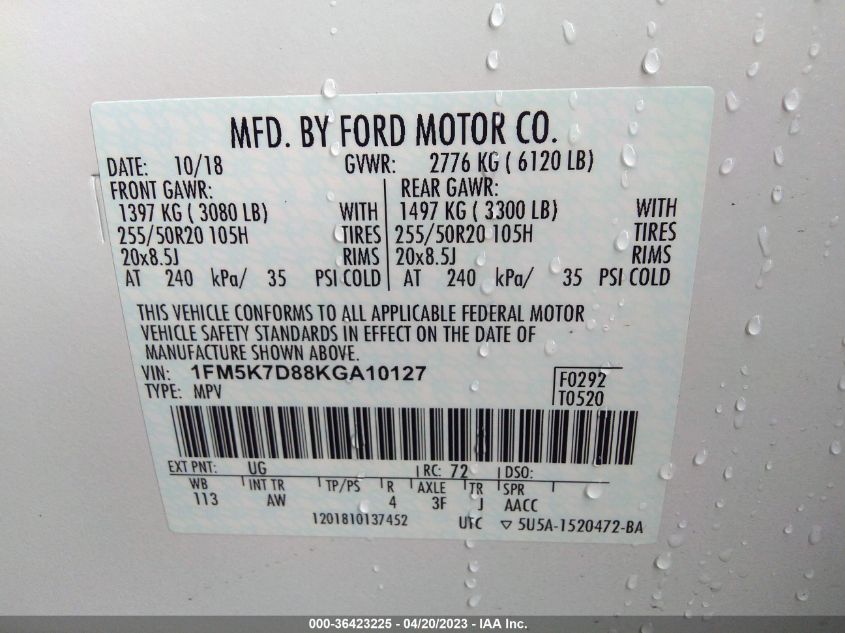 MFD. BY FORD MOTOR CO.
DATE: 10/18 GVWR: 2776 KG ( 6120 LB)
FRONT GAWR: REAR GAWR:
1397 KG ( 3080 LB) WITH 1497 KG ( 3300 LB) WITH
255/50R20 105H TIRES 255/50R20 105H TIRES
20x8.5J RIMS 20x8.5J RIMS
AT 240 kPa/ 35 PSI COLD AT 240 kPa/ 35 PSI COLD
THIS VEHICLE CONFORMS TO ALL APPLICABLE FEDERAL MOTOR
VEHICLE SAFETY STANDARDS IN EFFECT ON THE DATE OF
MANUFACTURE SHOWN ABOVE.
VIN: 1FM5K7D88KGA10127 F0292
TYPE: MPV T0520
EXT PNT: UG RC: 72 DSO:
WB INT TR TP/PS R AXLE TR SPR
113 AW 4 3F J AACC
1201810137452 UTC ▽ 5U5A-1520472-BA
000-36423225 - 04/20/2023 - IAA Inc.